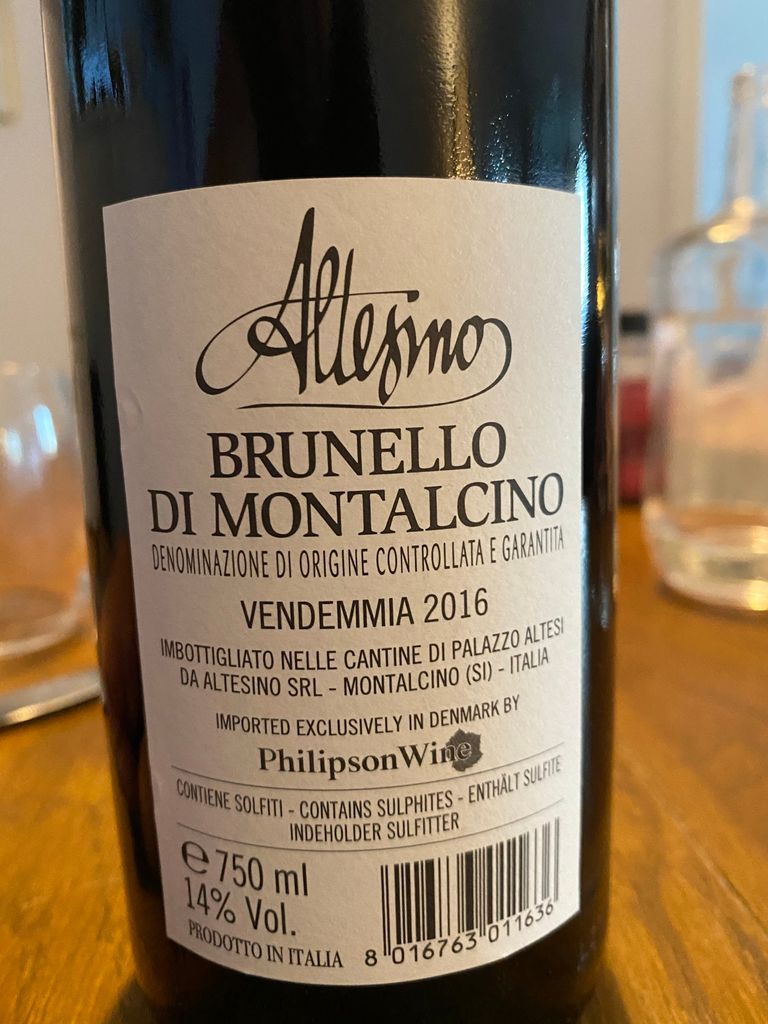 Altesino
BRUNELLO
DI MONTALCINO
DENOMINAZIONE DI ORIGINE CONTROLLATA E GARANTITA
VENDEMMIA 2016
IMBOTTIGLIATO NELLE CANTINE DI PALAZZO ALTESI
DA ALTESINO SRL - MONTALCINO (SI) - ITALIA
IMPORTED EXCLUSIVELY IN DENMARK BY
PhilipsonWine
CONTIENE SOLFITI - CONTAINS SULPHITES - ENTHÄLT SULFITE
INDEHOLDER SULFITTER
e 750 ml
14% Vol.
PRODOTTO IN ITALIA
8 016763 011636